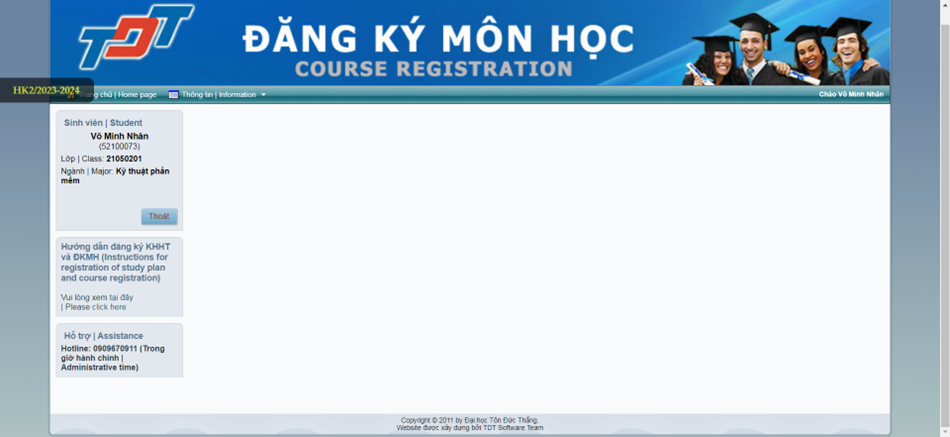 TDT
ĐĂNG KÝ MÔN HỌC
COURSE REGISTRATION
HK2/2023-2024
chủ | Home page
Thông tin | Information
Chào Võ Minh Nhân
Sinh viên | Student
Võ Minh Nhân
(52100073)
Lớp | Class: 21050201
Ngành | Major: Kỹ thuật phần
mềm
Thoát
Hướng dẫn đăng ký KHHT
và ĐKMH (Instructions for
registration of study plan
and course registration)
Vui lòng xem tại đây
| Please click here
Hỗ trợ | Assistance
Hotline: 0909670911 (Trong
giờ hành chính |
Administrative time)
Copyright © 2011 by Đại học Tôn Đức Thắng.
Website được xây dựng bởi TDT Software Team